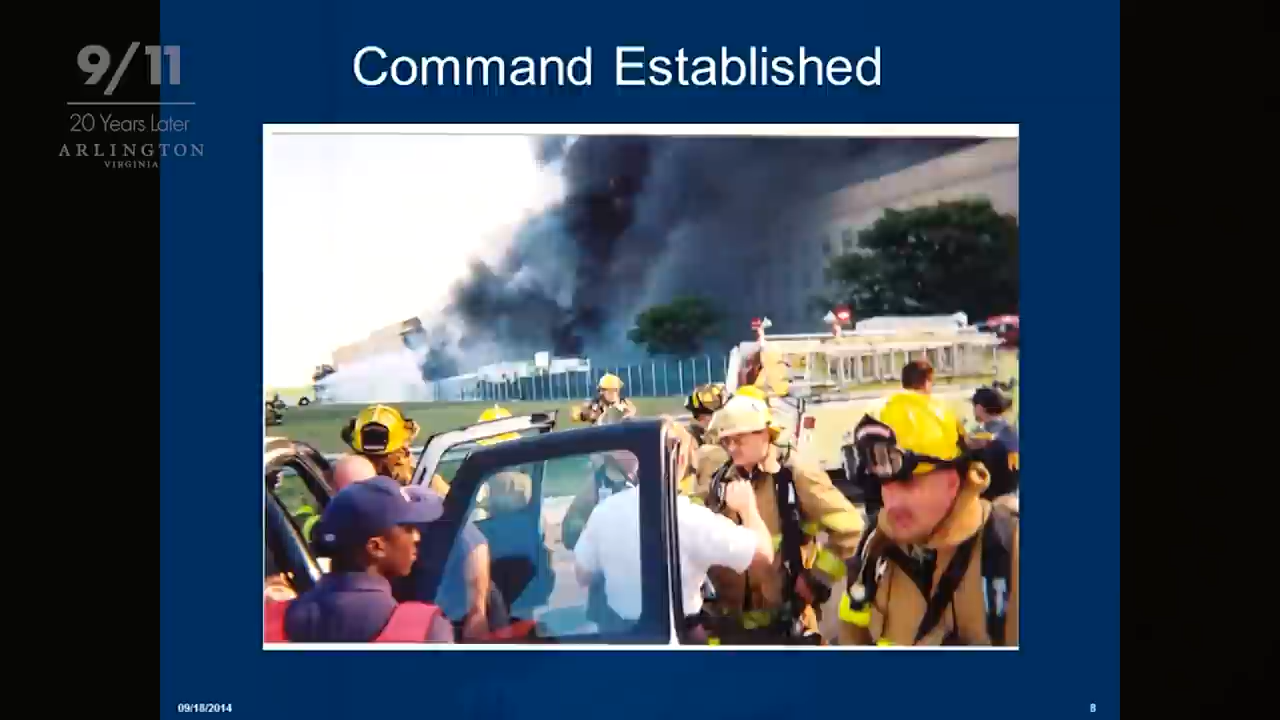 Command Established
9/11
20 Years Later
ARLINGTON
VIRGINIA
09/18/2014
8